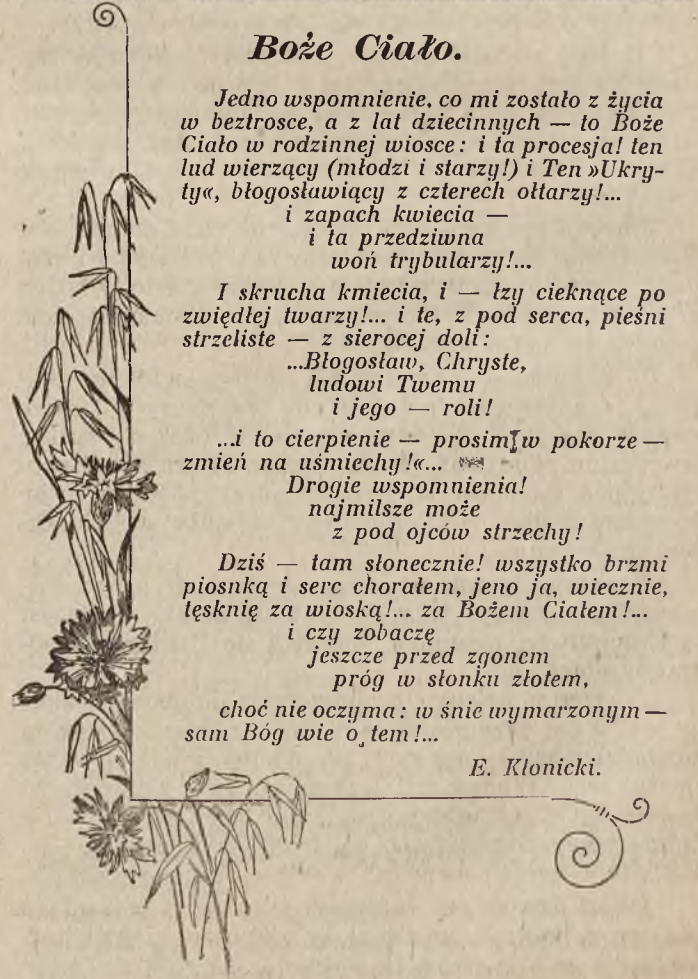 Boże Ciało.
Jedno wspomnienie, co mi zostało z życia
w beztrosce, a z lat dziecinnych — to Boże
Ciało w rodzinnej wiosce: i ta procesja! ten
lud wierzący (młodzi i starzy!) i Ten »Ukry-
ty«, błogosławiący z czterech ołtarzy!...
i zapach kwiecia —
i ta przedziwna
woń trybularzy!...
I skrucha kmiecia, i — łzy cieknące po
zwiędłej twarzy!... i te, z pod serca, pieśni
strzeliste — z sierocej doli:
...Błogosław, Chryste,
ludowi Twemu
i jego — roli!
...i to cierpienie — prosim w pokorze —
zmień na uśmiechy!«...
Drogie wspomnienia!
najmilsze może
z pod ojców strzechy!
Dziś — tam słonecznie! wszystko brzmi
piosnką i serc chorałem, jeno ja, wiecznie,
tęsknię za wioską!... za Bożem Ciałem!...
i czy zobaczę
jeszcze przed zgonem
próg w słonku złotem,
choć nie oczyma: w śnie wymarzonym —
sam Bóg wie o tem!...
E. Kłonicki.